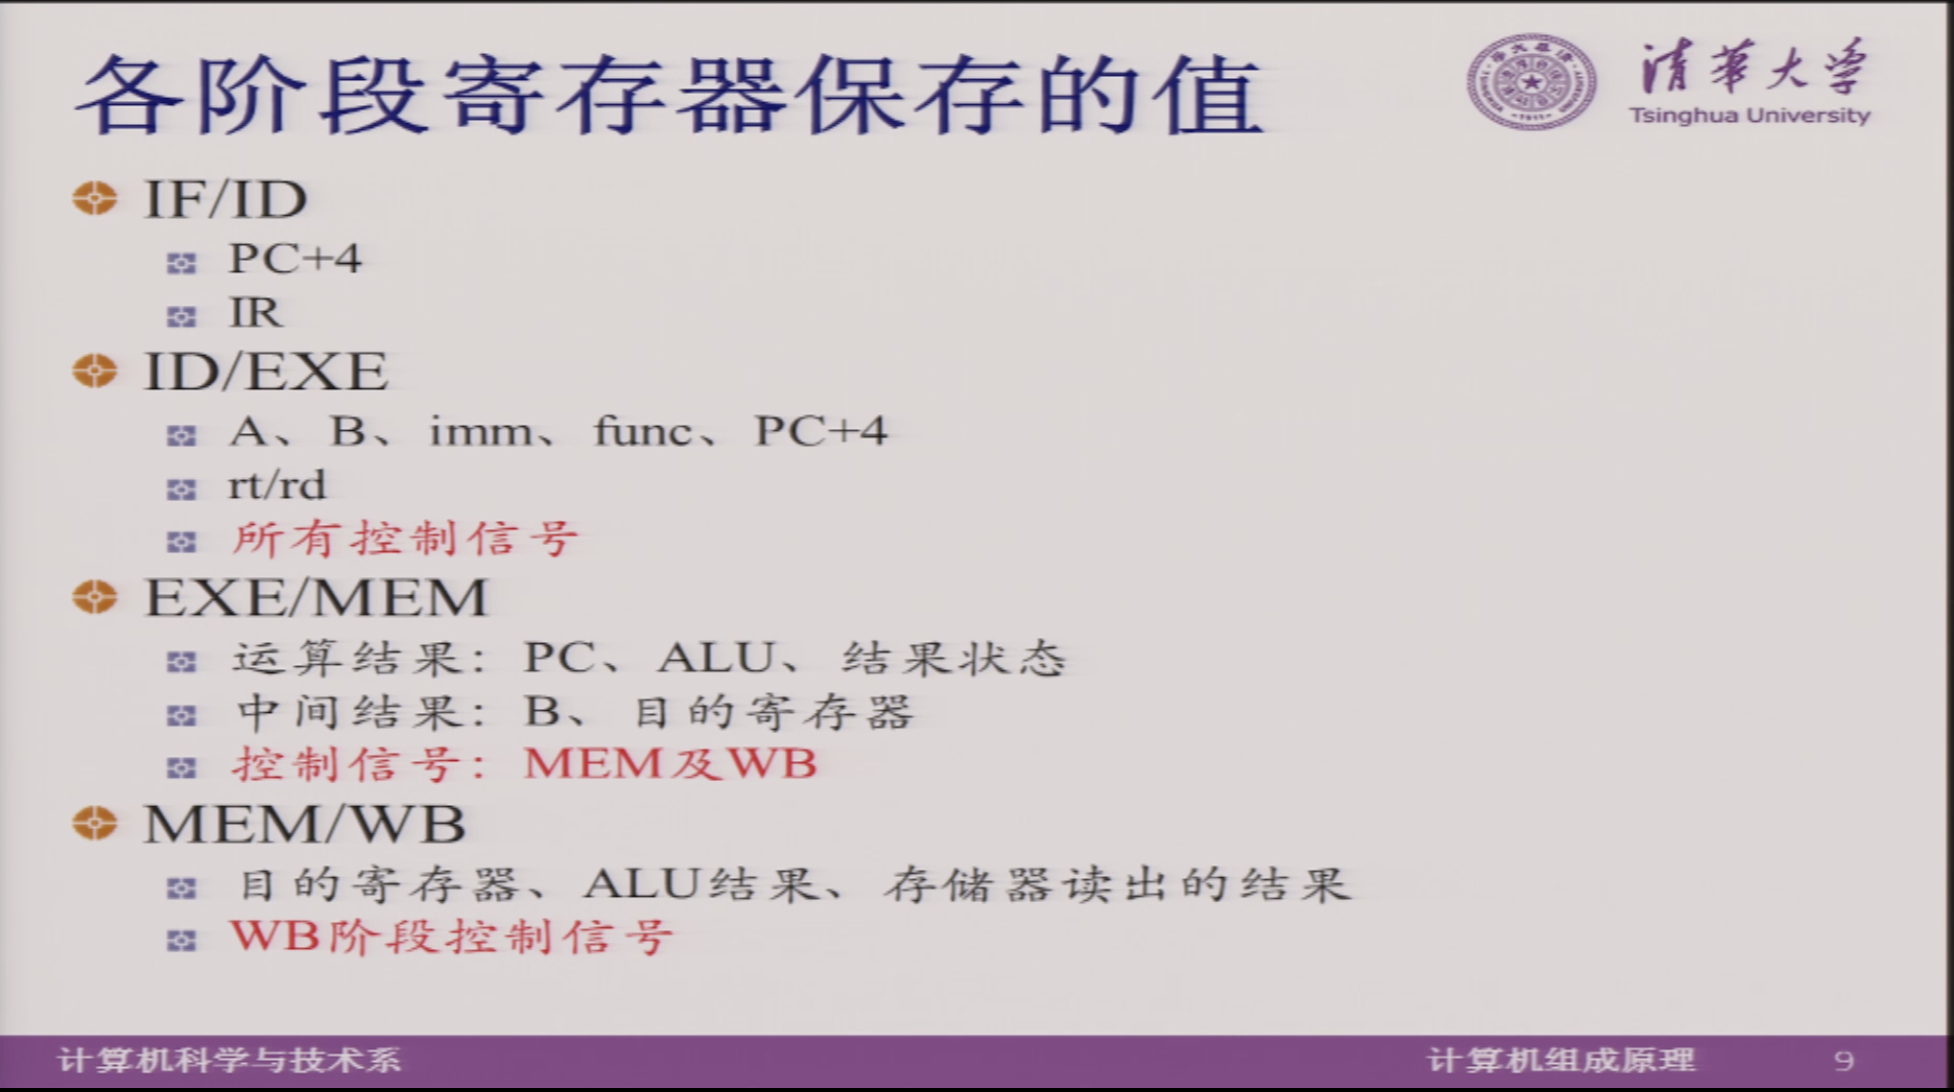 各阶段寄存器保存的值
清华大学
Tsinghua University
IF/ID
PC+4
IR
ID/EXE
A、B、imm、func、PC+4
rt/rd
所有控制信号
EXE/MEM
运算结果：PC、ALU、结果状态
中间结果：B、目的寄存器
控制信号：MEM及WB
MEM/WB
目的寄存器、ALU结果、存储器读出的结果
WB阶段控制信号
计算机科学与技术系
计算机组成原理
9